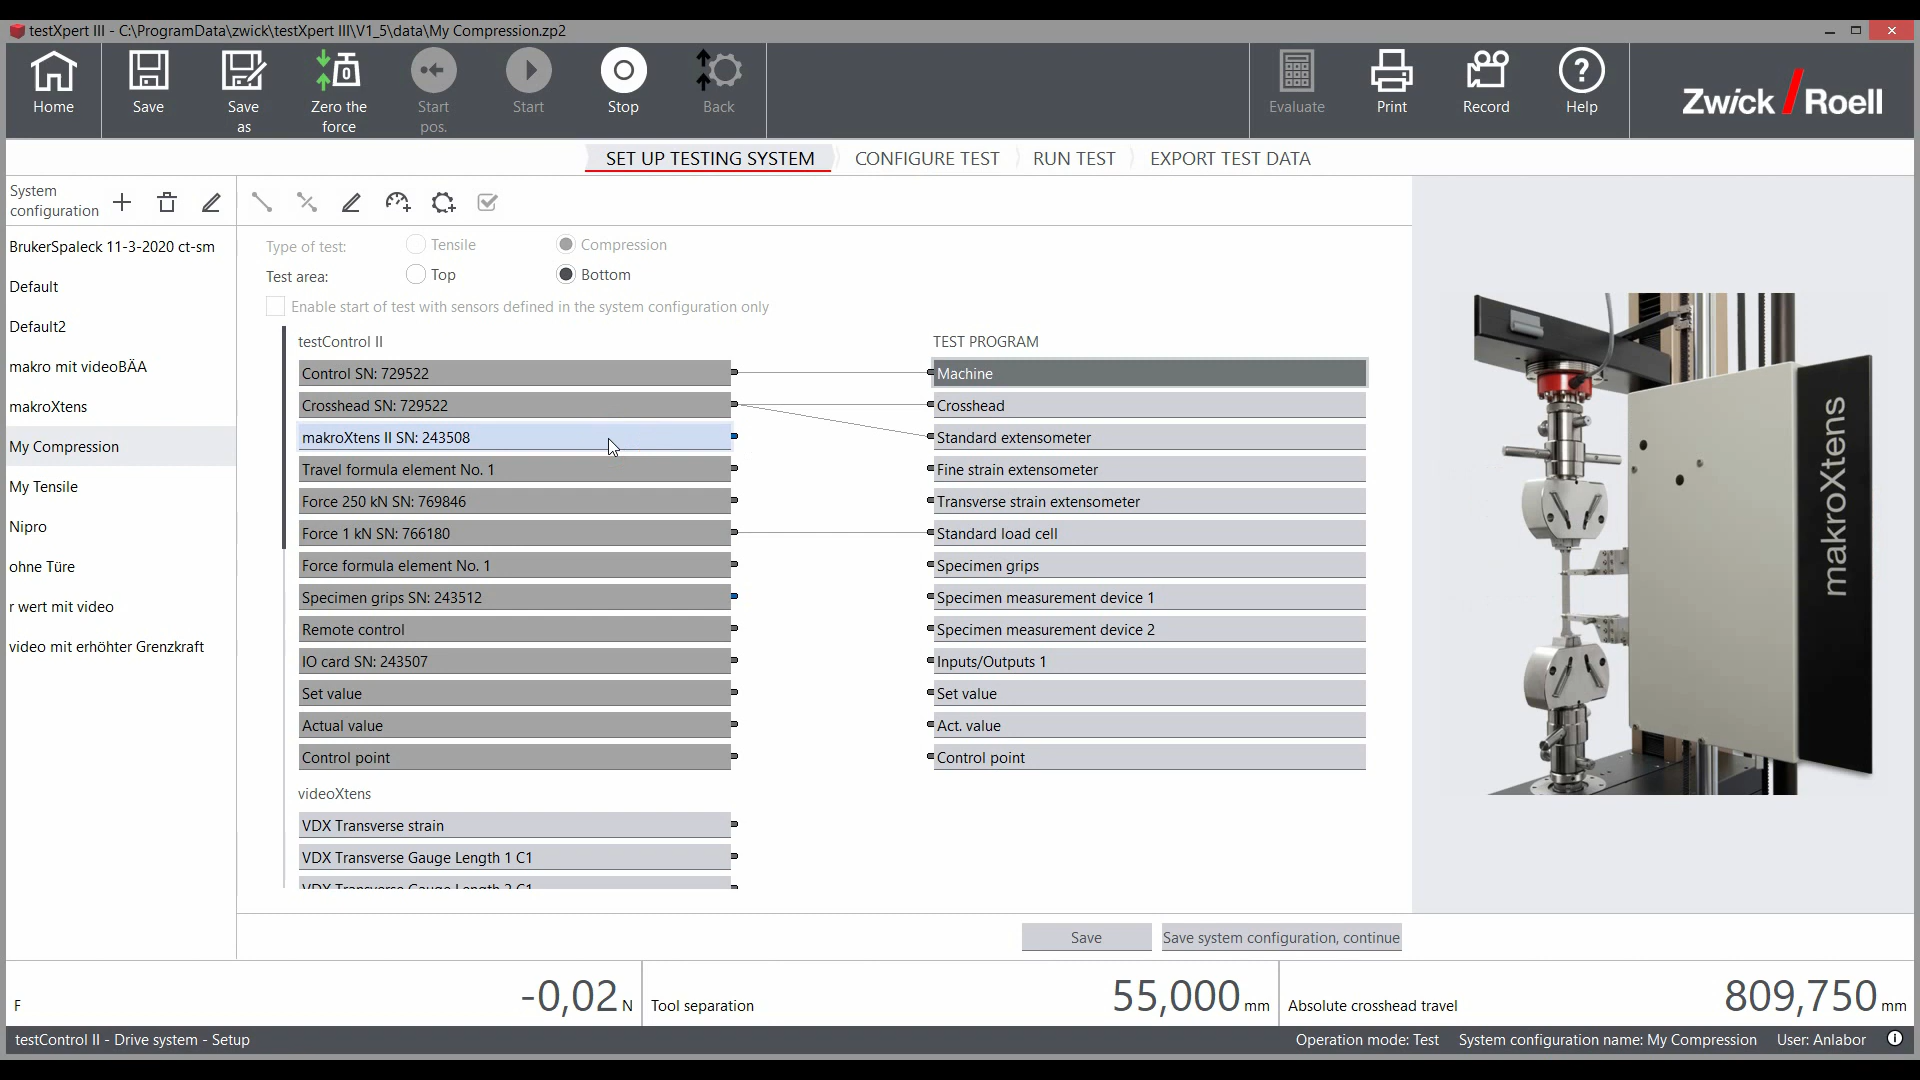 testXpert III - C:\ProgramData\zwick\testXpert III\V1_5\data\My Compression.zp2
Home
Save
Save as
Zero the force
Start pos.
Start
Stop
Back
Evaluate
Print
Record
Help
Zwick / Roell
SET UP TESTING SYSTEM
CONFIGURE TEST
RUN TEST
EXPORT TEST DATA
System configuration
BrukerSpaleck 11-3-2020 ct-sm
Default
Default2
makro mit videoBÄA
makroXtens
My Compression
My Tensile
Nipro
ohne Türe
r wert mit video
video mit erhöhter Grenzkraft
Type of test:
Tensile
Compression
Test area:
Top
Bottom
Enable start of test with sensors defined in the system configuration only
testControl II
Control SN: 729522
Crosshead SN: 729522
makroXtens II SN: 243508
Travel formula element No. 1
Force 250 kN SN: 769846
Force 1 kN SN: 766180
Force formula element No. 1
Specimen grips SN: 243512
Remote control
IO card SN: 243507
Set value
Actual value
Control point
videoXtens
VDX Transverse strain
VDX Transverse Gauge Length 1 C1
VDX Transverse Gauge Length 2 C1
TEST PROGRAM
Machine
Crosshead
Standard extensometer
Fine strain extensometer
Transverse strain extensometer
Standard load cell
Specimen grips
Specimen measurement device 1
Specimen measurement device 2
Inputs/Outputs 1
Set value
Act. value
Control point
makroXtens
Save
Save system configuration, continue
F -0,02 N
Tool separation 55,000 mm
Absolute crosshead travel 809,750 mm
testControl II - Drive system - Setup
Operation mode: Test
System configuration name: My Compression
User: Anlabor